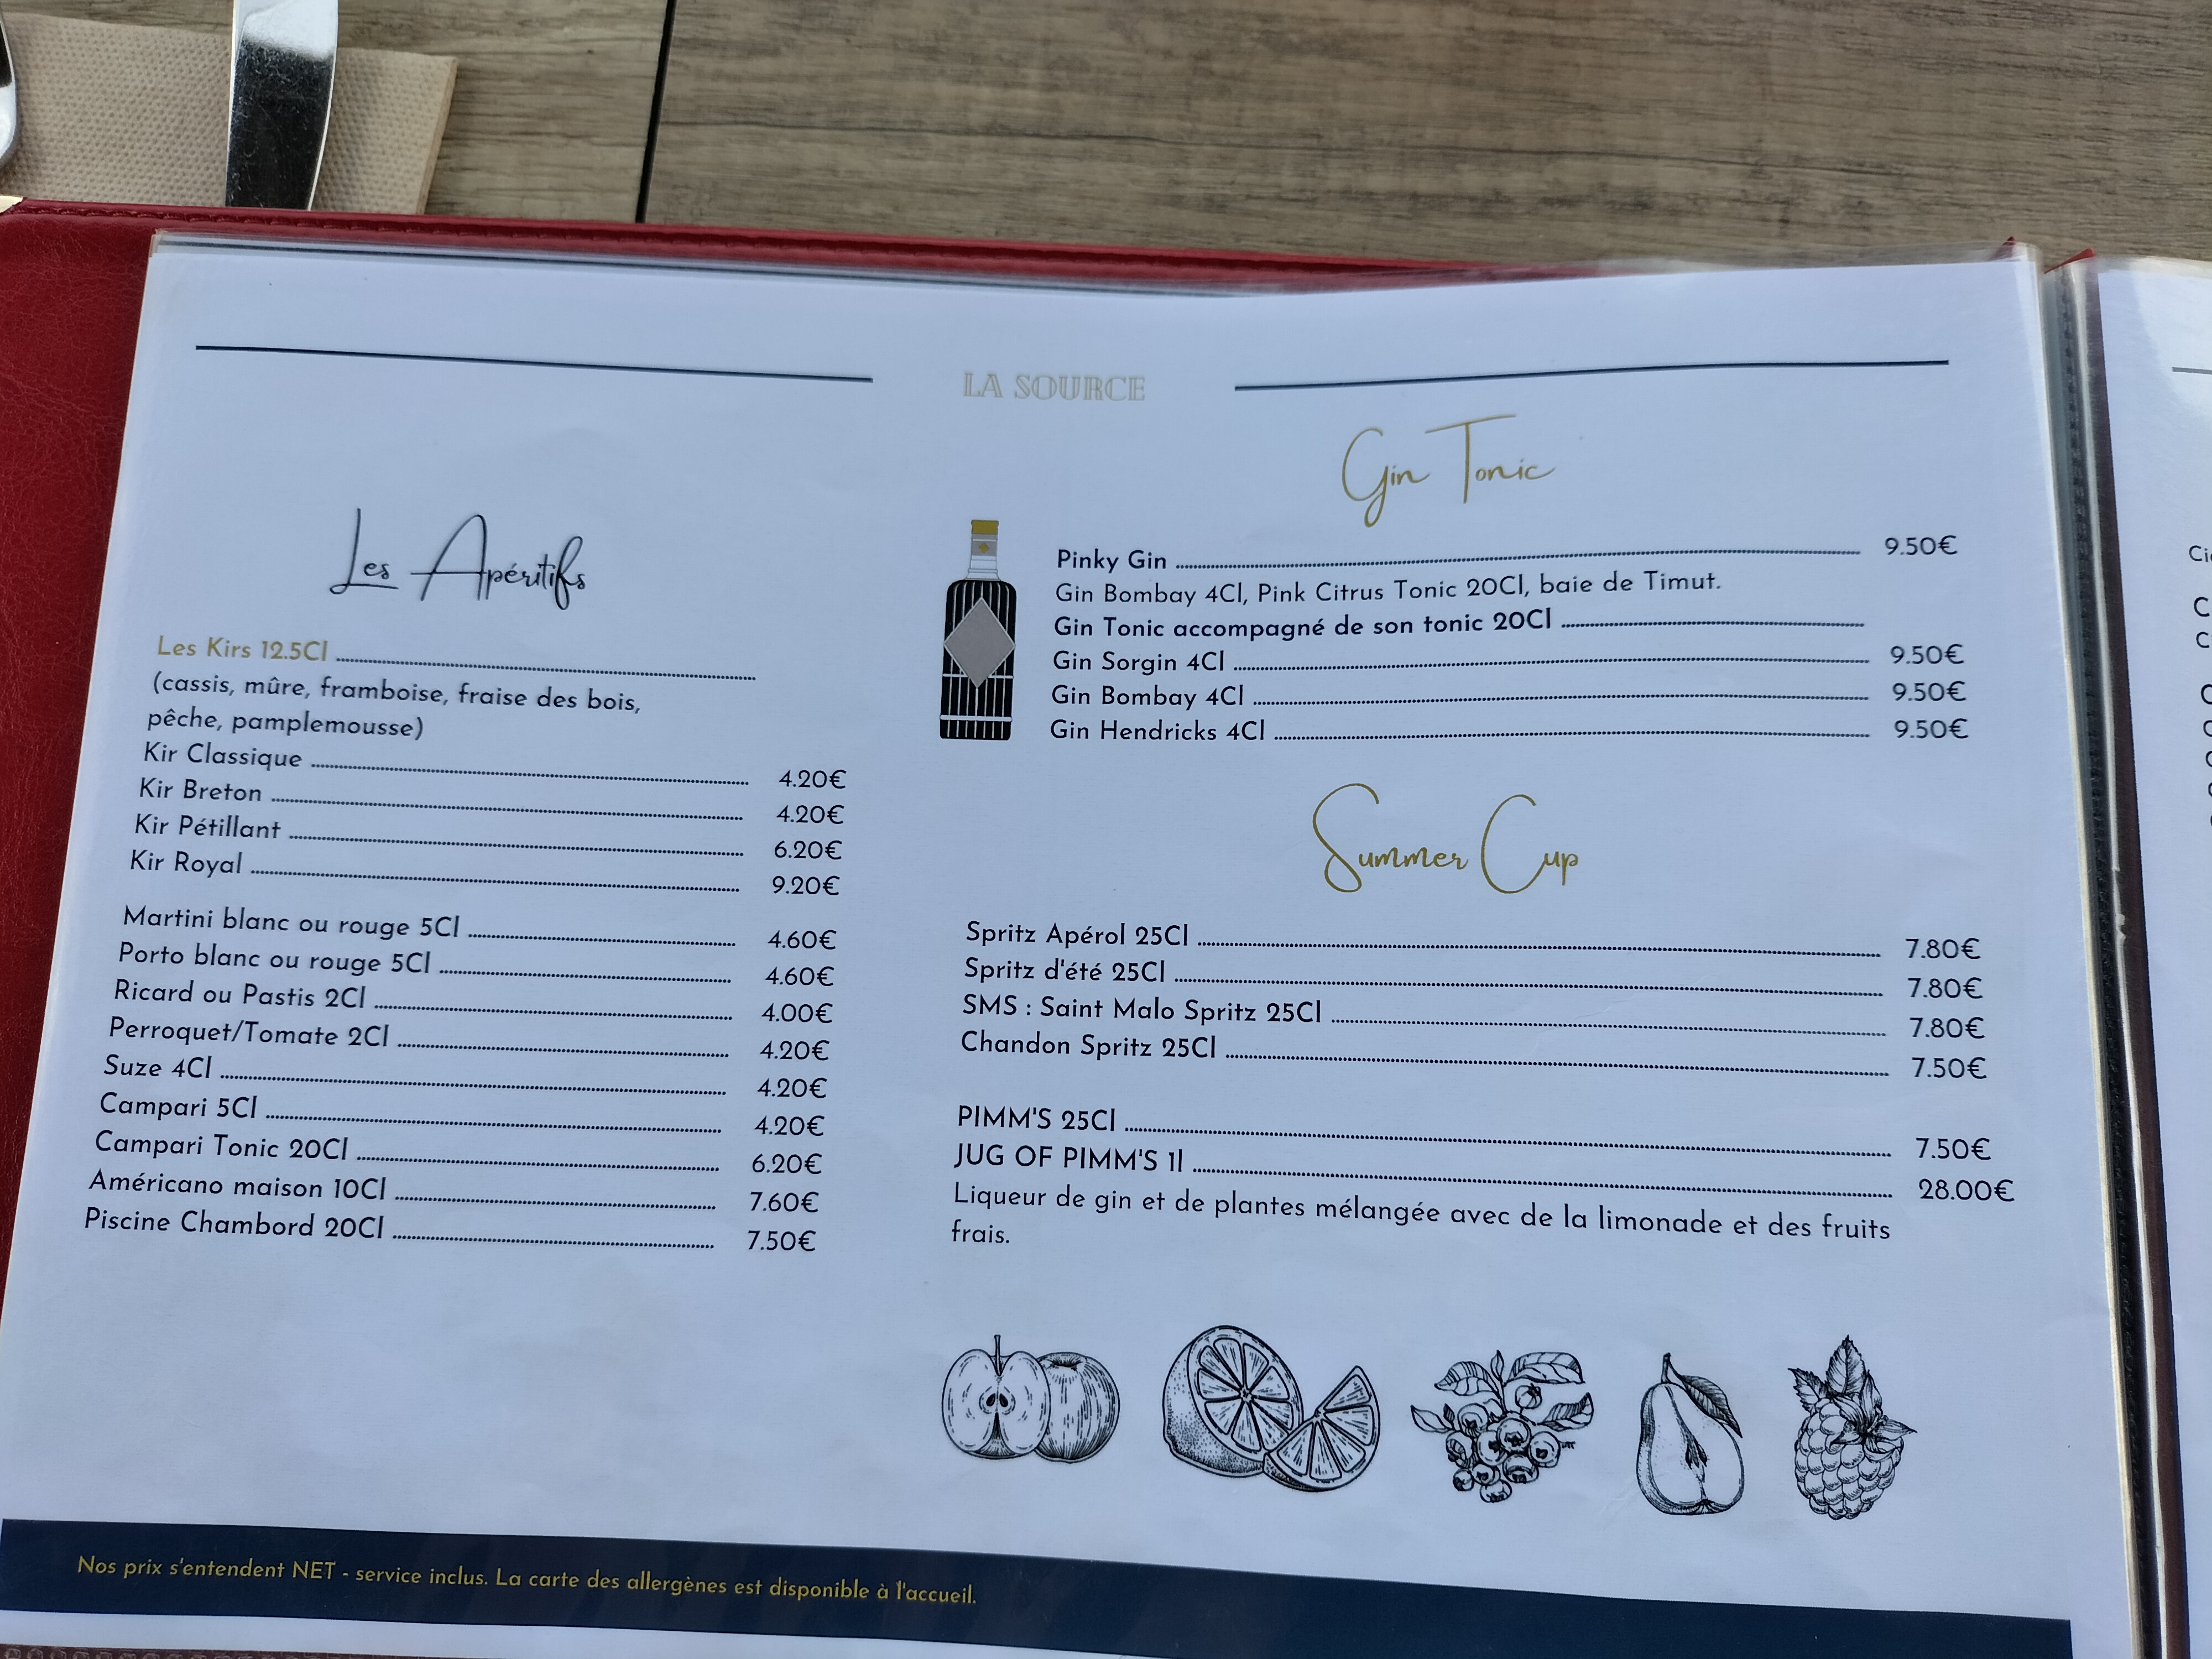 LA SOURCE
Les Apéritifs
Les Kirs 12.5Cl
(cassis, mûre, framboise, fraise des bois,
pêche, pamplemousse)
Kir Classique 4.20€
Kir Breton 4.20€
Kir Pétillant 6.20€
Kir Royal 9.20€
Martini blanc ou rouge 5Cl 4.60€
Porto blanc ou rouge 5Cl 4.60€
Ricard ou Pastis 2Cl 4.00€
Perroquet/Tomate 2Cl 4.20€
Suze 4Cl 4.20€
Campari 5Cl 4.20€
Campari Tonic 20Cl 6.20€
Américano maison 10Cl 7.60€
Piscine Chambord 20Cl 7.50€
Gin Tonic
Pinky Gin 9.50€
Gin Bombay 4Cl, Pink Citrus Tonic 20Cl, baie de Timut.
Gin Tonic accompagné de son tonic 20Cl
Gin Sorgin 4Cl 9.50€
Gin Bombay 4Cl 9.50€
Gin Hendricks 4Cl 9.50€
Summer Cup
Spritz Apérol 25Cl 7.80€
Spritz d'été 25Cl 7.80€
SMS : Saint Malo Spritz 25Cl 7.80€
Chandon Spritz 25Cl 7.50€
PIMM'S 25Cl 7.50€
JUG OF PIMM'S 1l 28.00€
Liqueur de gin et de plantes mélangée avec de la limonade et des fruits
frais.
Nos prix s'entendent NET - service inclus. La carte des allergènes est disponible à l'accueil.